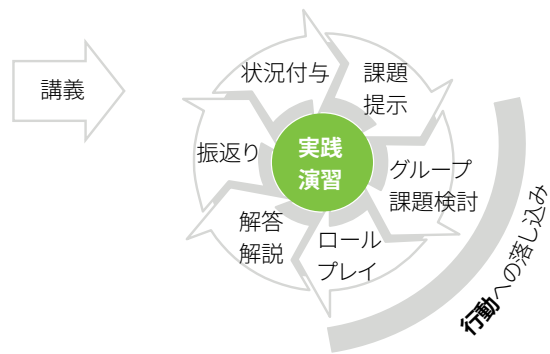 講義
状況付与
課題
提示
グループ
課題検討
ロール
プレイ
解答
解説
振返り
実践
演習
行動への落し込み